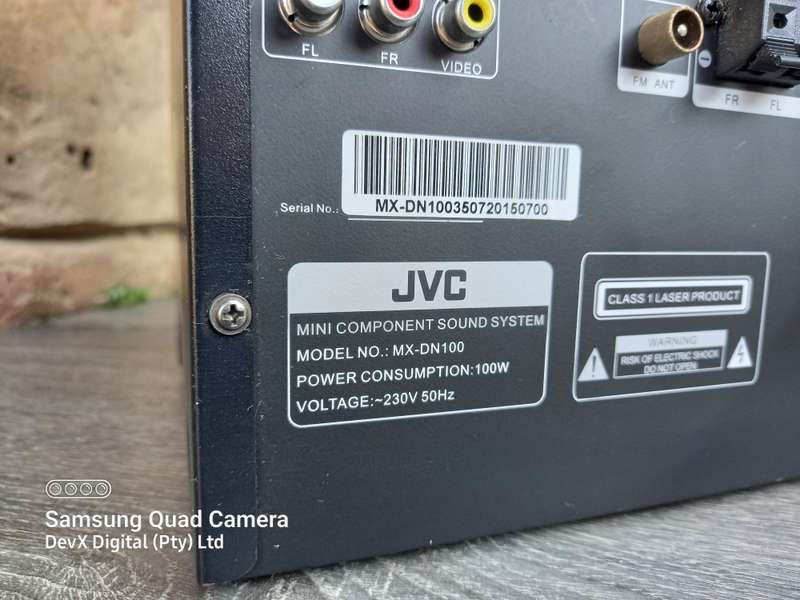 FL
FR
VIDEO
FM ANT
FR
FL
Serial No.:
MX-DN100350720150700
JVC
MINI COMPONENT SOUND SYSTEM
MODEL NO.: MX-DN100
POWER CONSUMPTION:100W
VOLTAGE:~230V 50Hz
CLASS 1 LASER PRODUCT
WARNING
RISK OF ELECTRIC SHOCK
DO NOT OPEN
Samsung Quad Camera
DevX Digital (Pty) Ltd